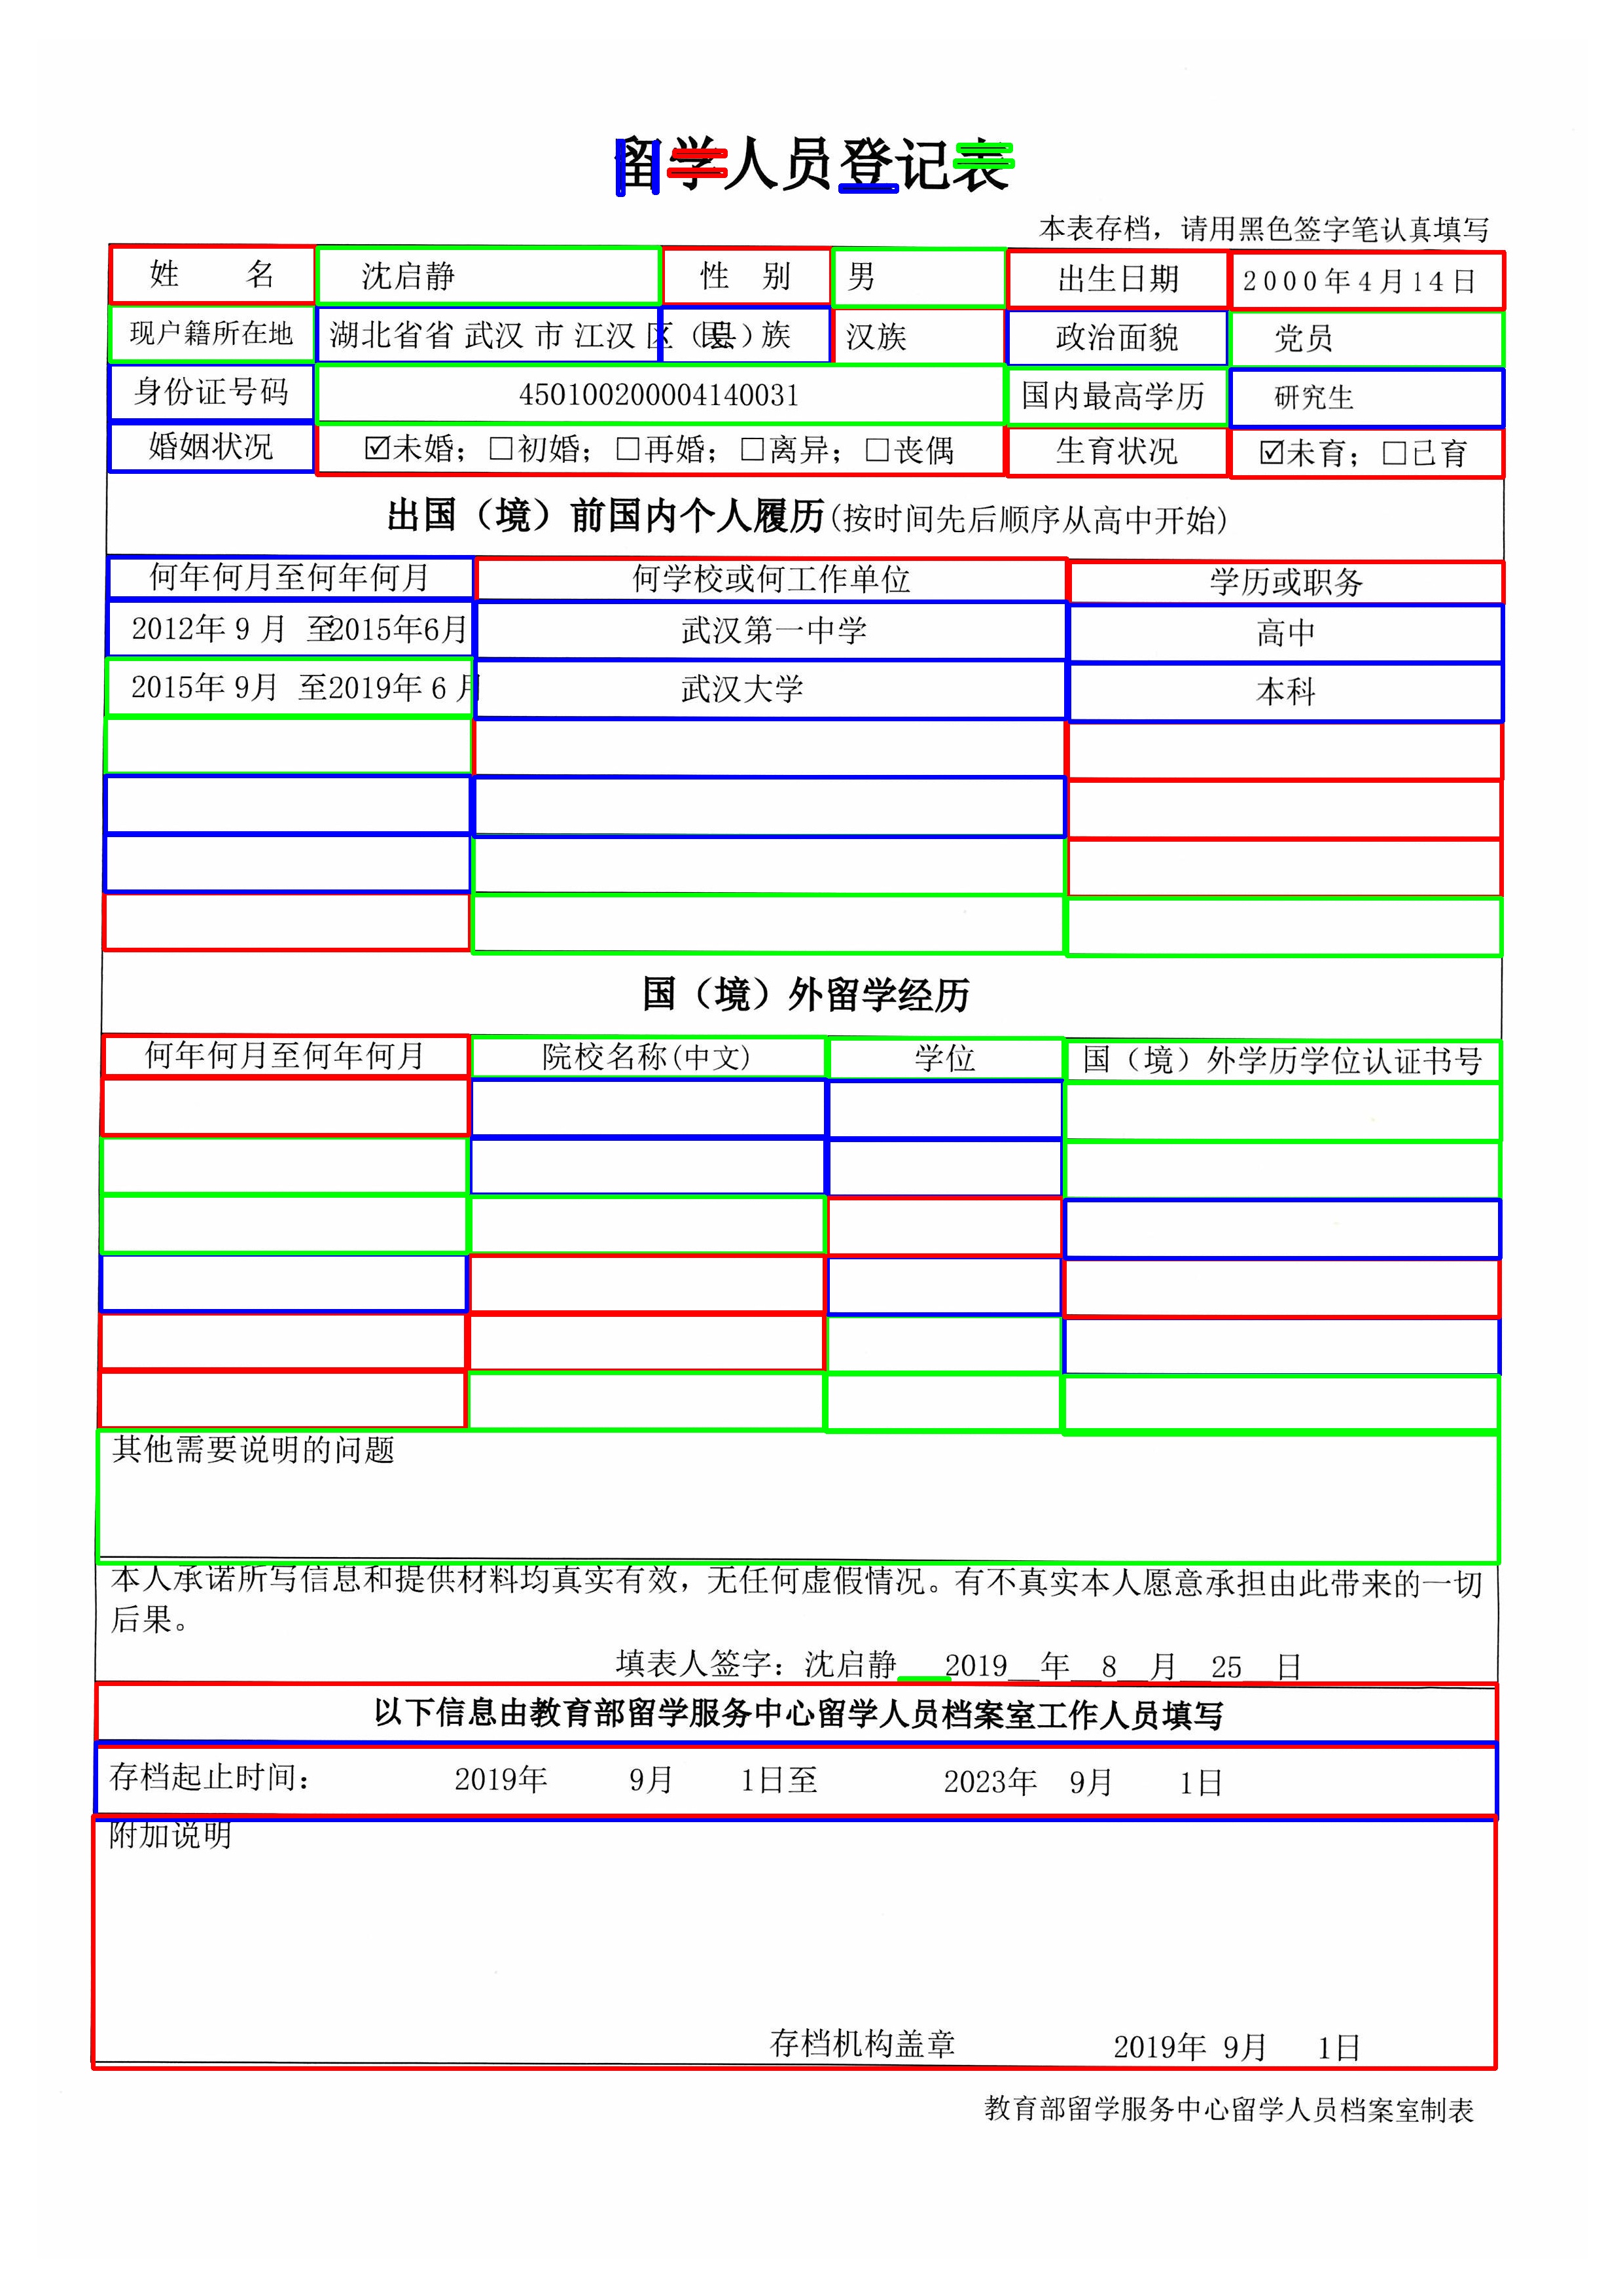 留学人员登记表
本表存档，请用黑色签字笔认真填写
姓 名 沈启静 性 别 男 出生日期 2000年4月14日
现户籍所在地 湖北省省 武汉 市 江汉 区（县） 民 族 汉族 政治面貌 党员
身份证号码 450100200004140031 国内最高学历 研究生
婚姻状况 ☑未婚；□初婚；□再婚；□离异；□丧偶 生育状况 ☑未育；□已育
出国（境）前国内个人履历(按时间先后顺序从高中开始)
何年何月至何年何月 何学校或何工作单位 学历或职务
2012年 9 月 至2015年6月 武汉第一中学 高中
2015年 9月 至2019年 6 月 武汉大学 本科
国（境）外留学经历
何年何月至何年何月 院校名称(中文) 学位 国（境）外学历学位认证书号
其他需要说明的问题
本人承诺所写信息和提供材料均真实有效，无任何虚假情况。有不真实本人愿意承担由此带来的一切
后果。
填表人签字：沈启静 2019 年 8 月 25 日
以下信息由教育部留学服务中心留学人员档案室工作人员填写
存档起止时间： 2019年 9月 1日至 2023年 9月 1日
附加说明
存档机构盖章 2019年 9月 1日
教育部留学服务中心留学人员档案室制表